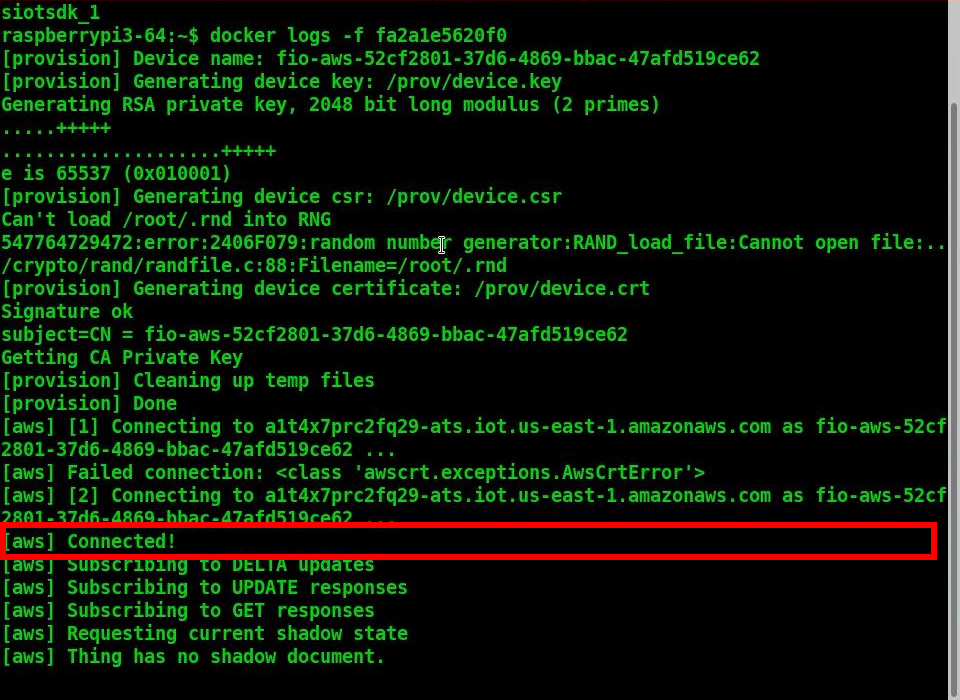 siotsdk_1
raspberrypi3-64:~$ docker logs -f fa2a1e5620f0
[provision] Device name: fio-aws-52cf2801-37d6-4869-bbac-47afd519ce62
[provision] Generating device key: /prov/device.key
Generating RSA private key, 2048 bit long modulus (2 primes)
.....+++++
....................+++++
e is 65537 (0x010001)
[provision] Generating device csr: /prov/device.csr
Can't load /root/.rnd into RNG
547764729472:error:2406F079:random number generator:RAND_load_file:Cannot open file:..
/crypto/rand/randfile.c:88:Filename=/root/.rnd
[provision] Generating device certificate: /prov/device.crt
Signature ok
subject=CN = fio-aws-52cf2801-37d6-4869-bbac-47afd519ce62
Getting CA Private Key
[provision] Cleaning up temp files
[provision] Done
[aws] [1] Connecting to a1t4x7prc2fq29-ats.iot.us-east-1.amazonaws.com as fio-aws-52cf
2801-37d6-4869-bbac-47afd519ce62 ...
[aws] Failed connection: <class 'awscrt.exceptions.AwsCrtError'>
[aws] [2] Connecting to a1t4x7prc2fq29-ats.iot.us-east-1.amazonaws.com as fio-aws-52cf
2801-37d6-4869-bbac-47afd519ce62 ...
[aws] Connected!
[aws] Subscribing to DELTA updates
[aws] Subscribing to UPDATE responses
[aws] Subscribing to GET responses
[aws] Requesting current shadow state
[aws] Thing has no shadow document.